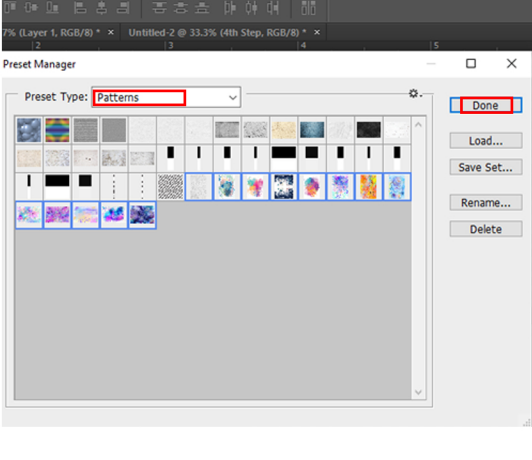 7% (Layer 1, RGB/8) * × Untitled-2 @ 33.3% (4th Step, RGB/8) * ×
2 3 4 5
Preset Manager
Preset Type: Patterns
Done
Load...
Save Set...
Rename...
Delete